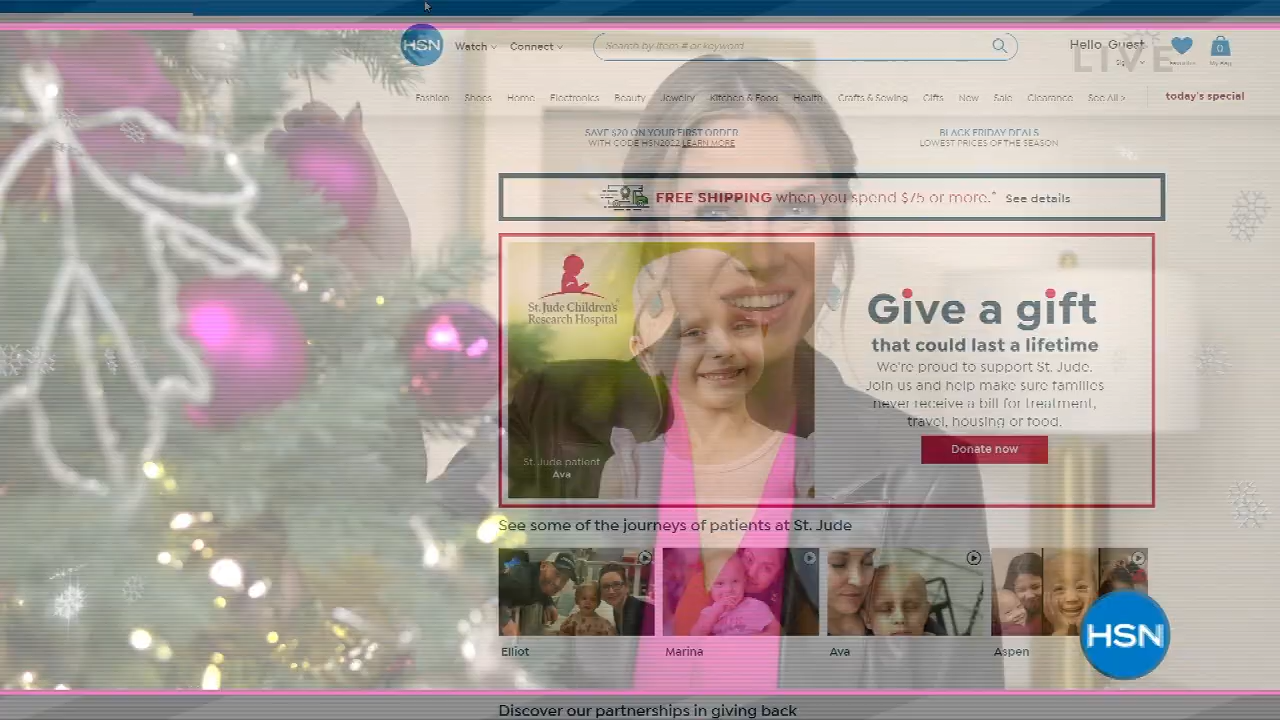 HSN
Watch
Connect
Search by item # or keyword
Hello, Guest
LIVE
Favorites
0
My Bag
Fashion
Shoes
Home
Electronics
Beauty
Jewelry
Kitchen & Food
Health
Crafts & Sewing
Gifts
New
Sale
Clearance
See All >
today's special
SAVE $20 ON YOUR FIRST ORDER
WITH CODE HSN2022 LEARN MORE
BLACK FRIDAY DEALS
LOWEST PRICES OF THE SEASON
FREE SHIPPING when you spend $75 or more.* See details
St. Jude Children's®
Research Hospital
St. Jude patient
Ava
Give a gift
that could last a lifetime
We're proud to support St. Jude.
Join us and help make sure families
never receive a bill for treatment,
travel, housing or food.
Donate now
See some of the journeys of patients at St. Jude
Elliot
Marina
Ava
Aspen
HSN
Discover our partnerships in giving back